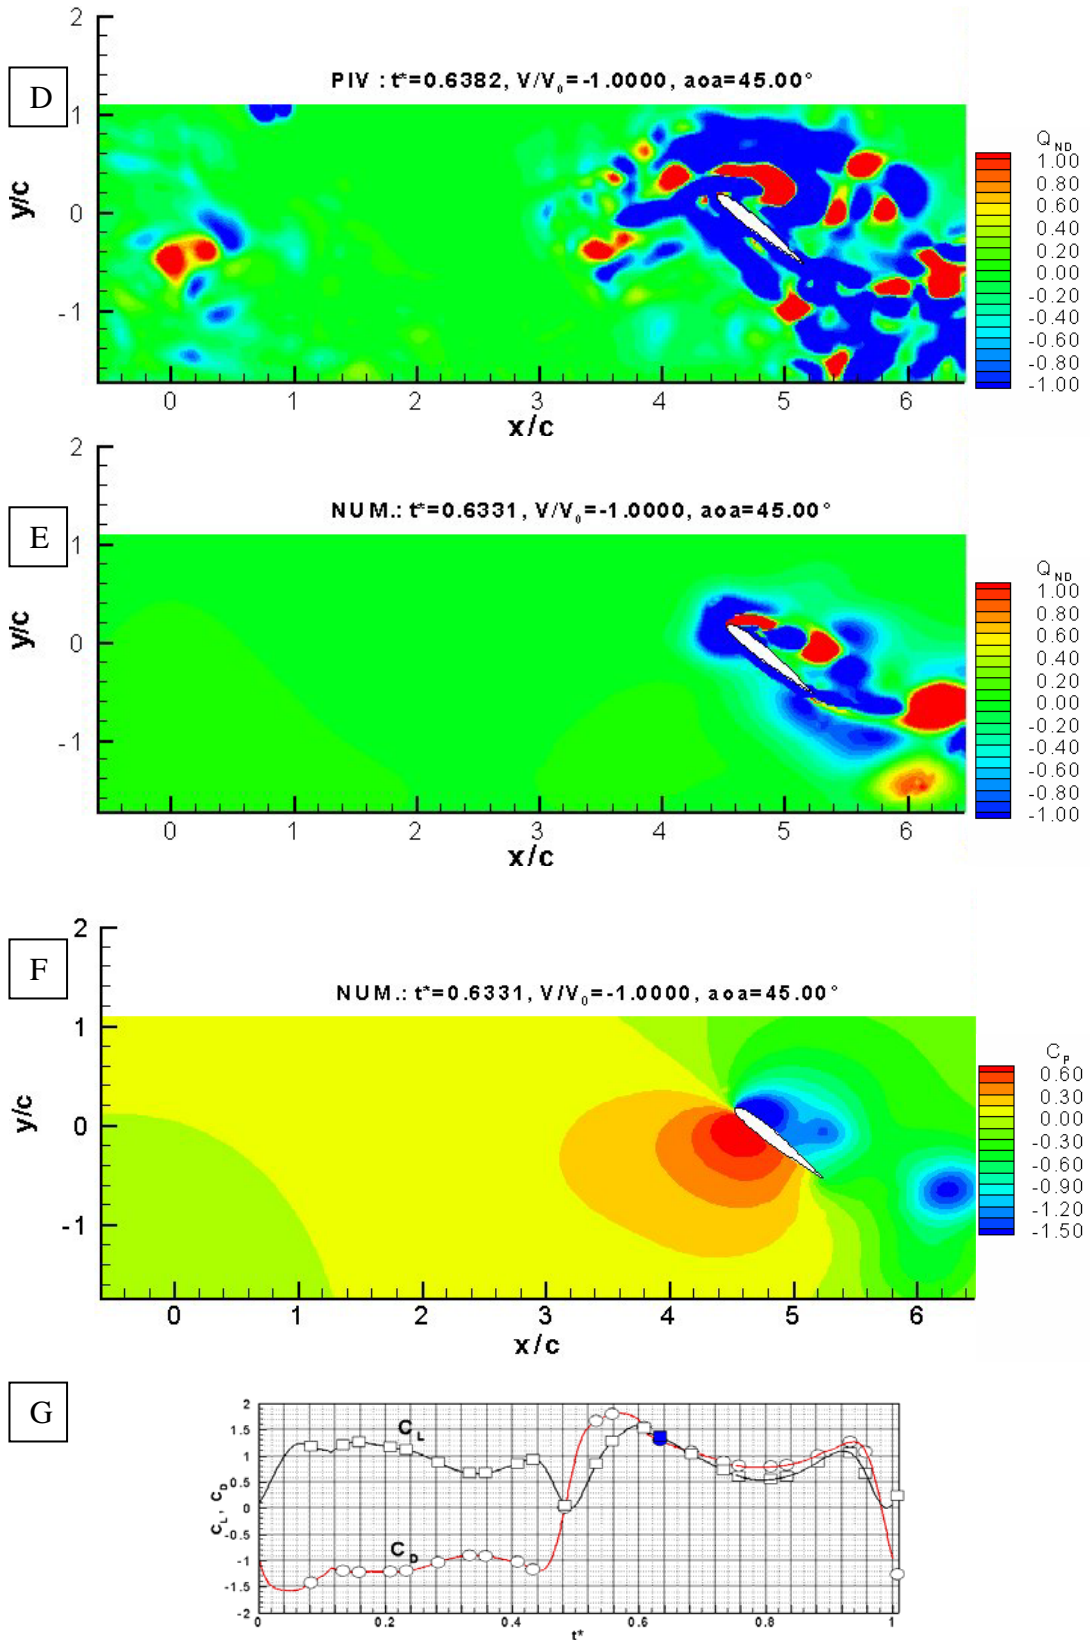 D
PIV : t*=0.6382, V/V₀=-1.0000, aoa=45.00°
2
1
0
-1
y/c
0 1 2 3 4 5 6
x/c
Q ND
1.00
0.80
0.60
0.40
0.20
0.00
-0.20
-0.40
-0.60
-0.80
-1.00
E
NUM.: t*=0.6331, V/V₀=-1.0000, aoa=45.00°
2
1
0
-1
y/c
0 1 2 3 4 5 6
x/c
Q ND
1.00
0.80
0.60
0.40
0.20
0.00
-0.20
-0.40
-0.60
-0.80
-1.00
F
NUM.: t*=0.6331, V/V₀=-1.0000, aoa=45.00°
2
1
0
-1
y/c
0 1 2 3 4 5 6
x/c
C P
0.60
0.30
0.00
-0.30
-0.60
-0.90
-1.20
-1.50
G
2
1.5
1
0.5
0
-0.5
-1
-1.5
-2
C L , C D
C L
C D
0 0.2 0.4 0.6 0.8 1
t*